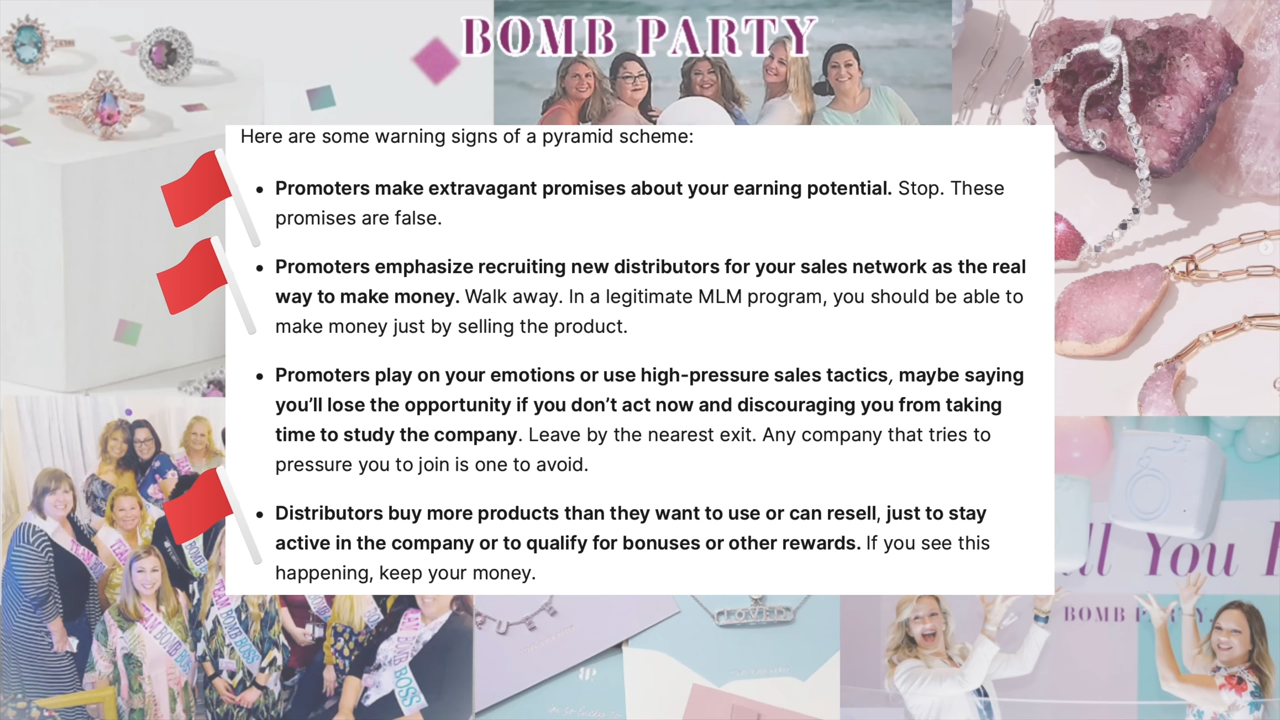 BOMB PARTY
Here are some warning signs of a pyramid scheme:
• Promoters make extravagant promises about your earning potential. Stop. These
promises are false.
• Promoters emphasize recruiting new distributors for your sales network as the real
way to make money. Walk away. In a legitimate MLM program, you should be able to
make money just by selling the product.
• Promoters play on your emotions or use high-pressure sales tactics, maybe saying
you’ll lose the opportunity if you don’t act now and discouraging you from taking
time to study the company. Leave by the nearest exit. Any company that tries to
pressure you to join is one to avoid.
• Distributors buy more products than they want to use or can resell, just to stay
active in the company or to qualify for bonuses or other rewards. If you see this
happening, keep your money.
You
BOMB
TEAM BOMB BOSS
LOVED